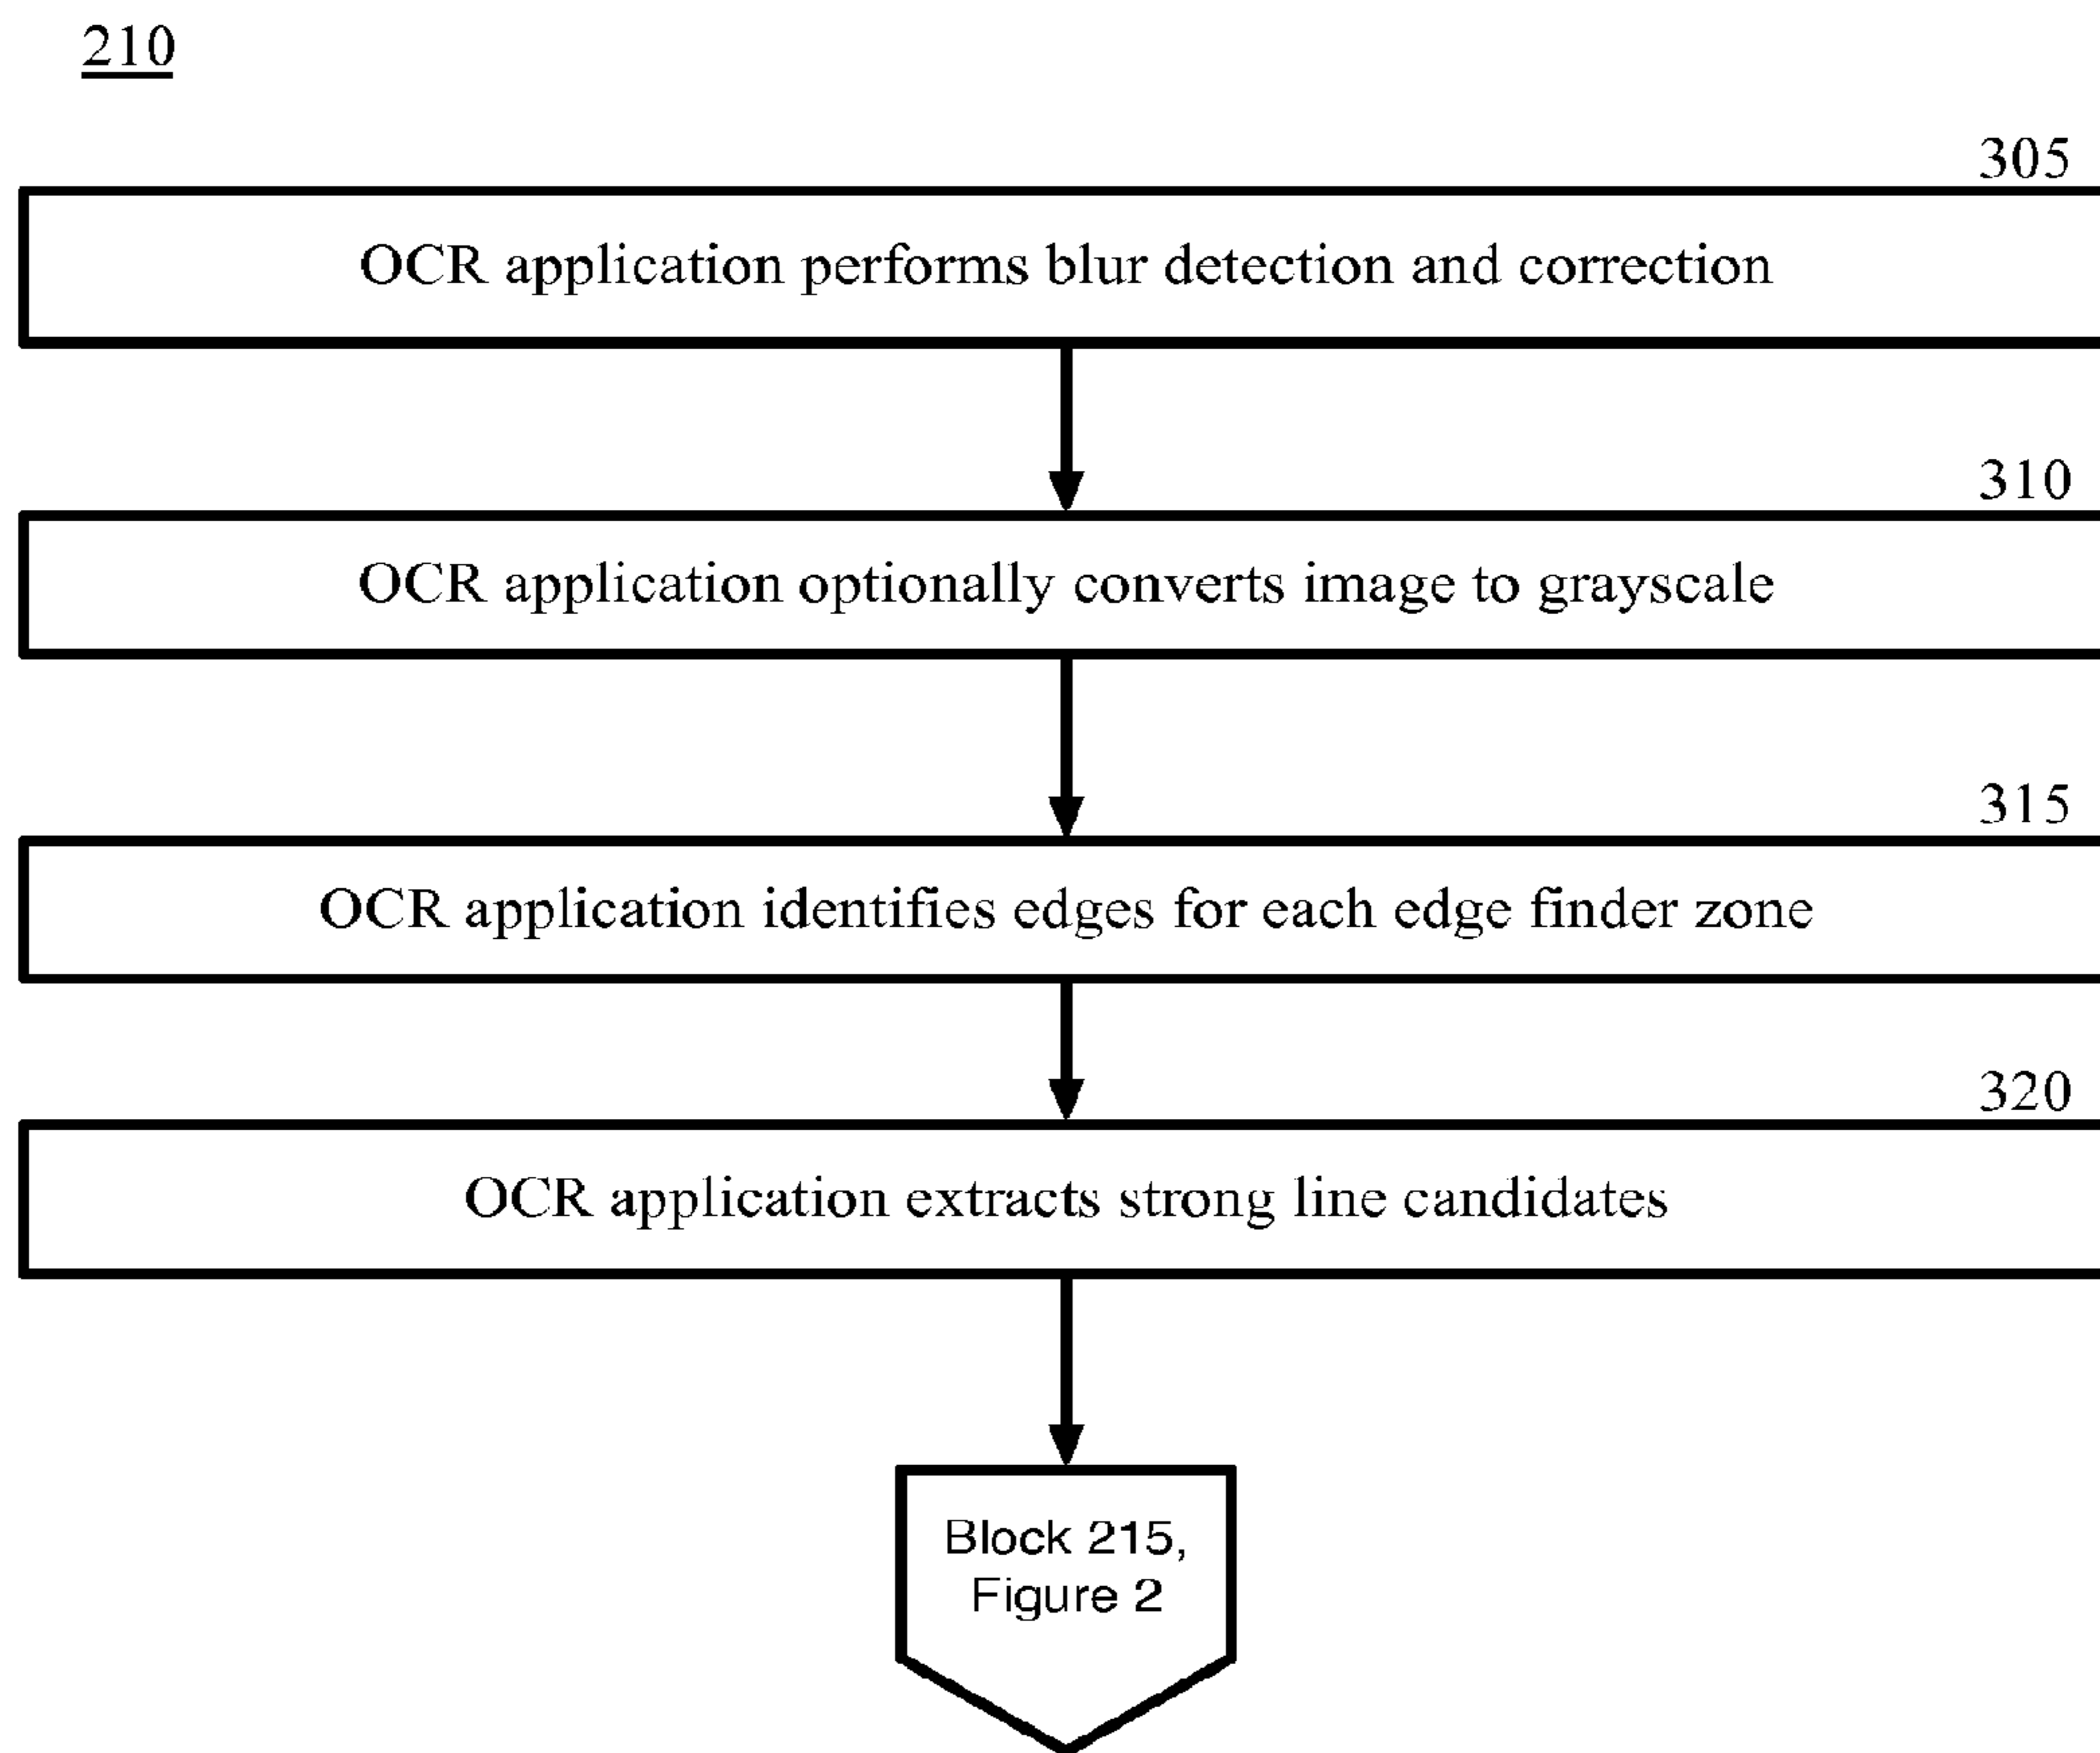 210
305
OCR application performs blur detection and correction
310
OCR application optionally converts image to grayscale
315
OCR application identifies edges for each edge finder zone
320
OCR application extracts strong line candidates
Block 215,
Figure 2